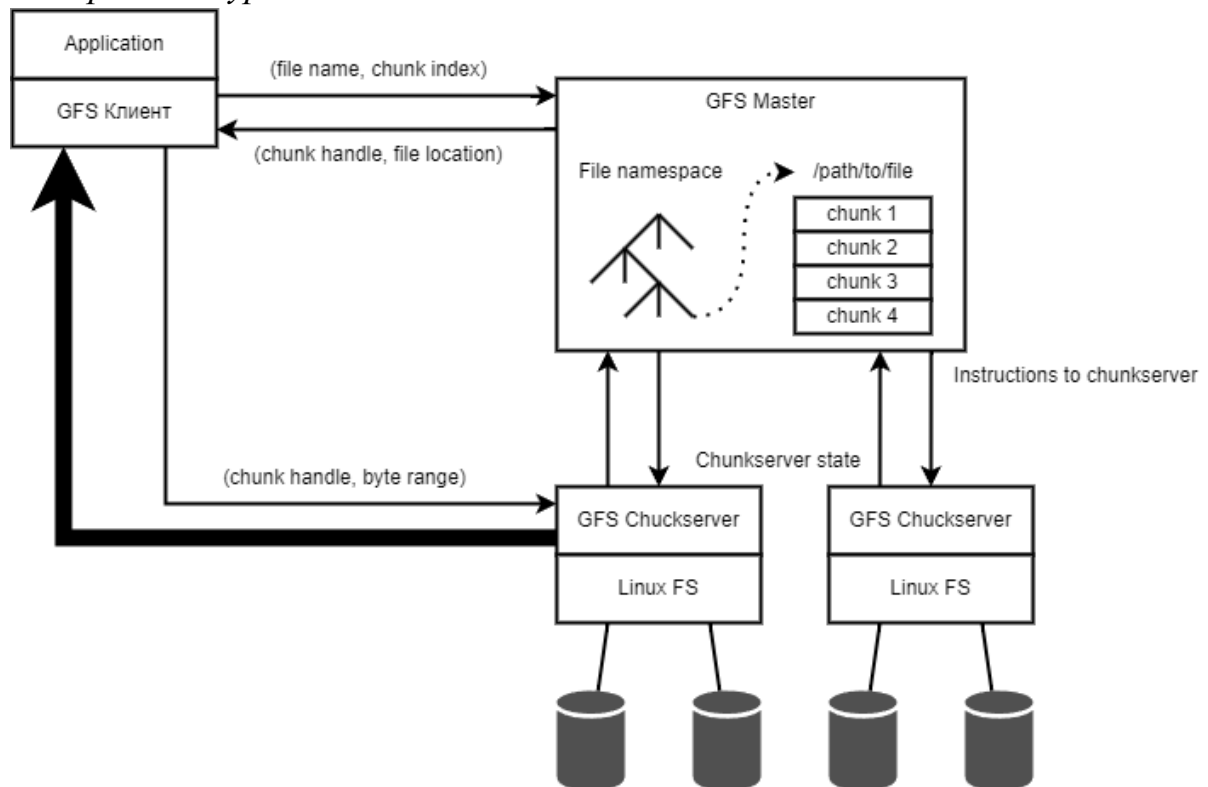 Application
GFS Клиент
(file name, chunk index)
(chunk handle, file location)
GFS Master
File namespace
/path/to/file
chunk 1
chunk 2
chunk 3
chunk 4
Instructions to chunkserver
Chunkserver state
(chunk handle, byte range)
GFS Chuckserver
Linux FS
GFS Chuckserver
Linux FS